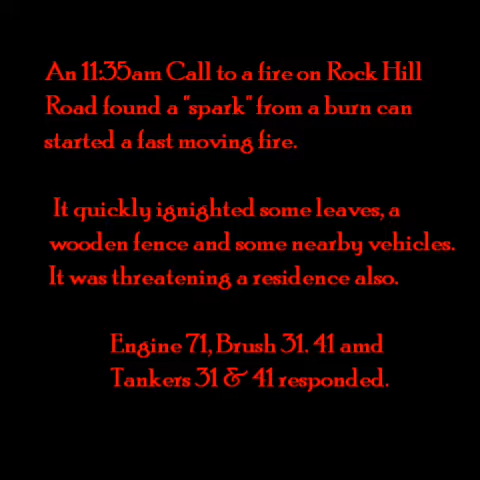 An 11:35am Call to a fire on Rock Hill
Road found a "spark" from a burn can
started a fast moving fire.
It quickly ignighted some leaves, a
wooden fence and some nearby vehicles.
It was threatening a residence also.
Engine 71, Brush 31. 41 amd
Tankers 31 & 41 responded.